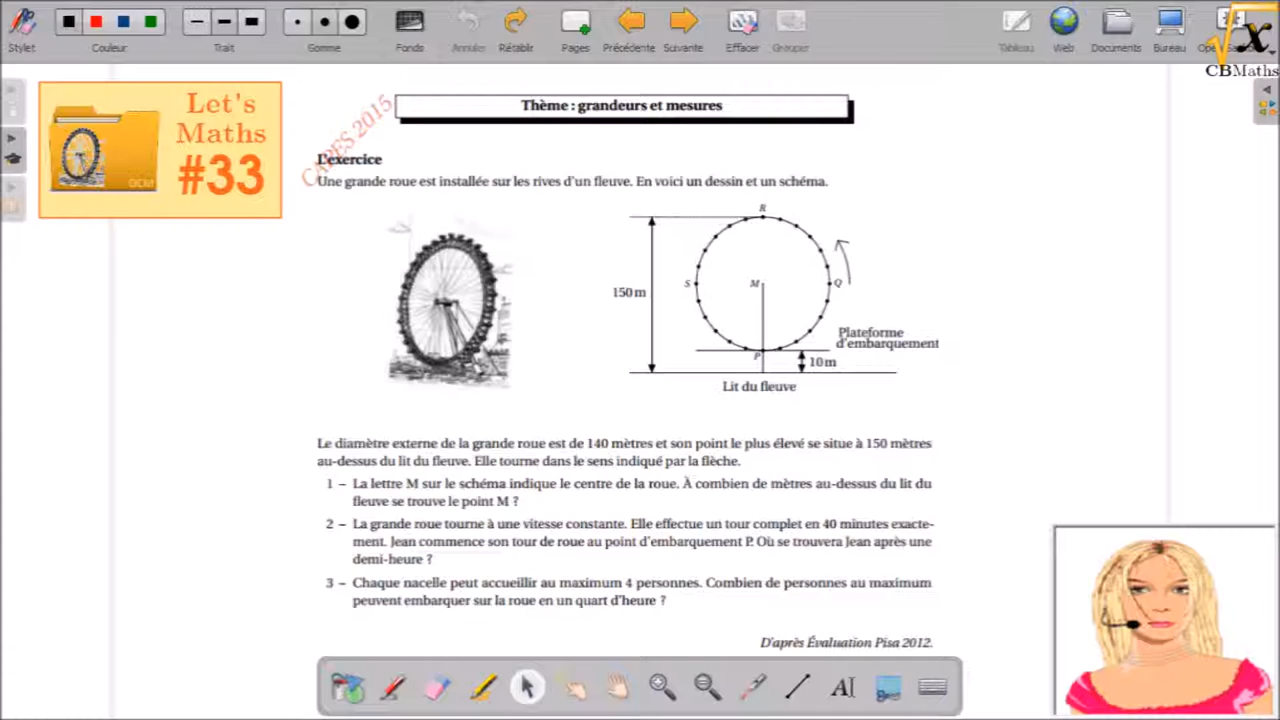 Stylet
Couleur
Trait
Gomme
Fonds
Annuler
Rétablir
Pages
Précédente
Suivante
Effacer
Grouper
Tableau
Web
Documents
Bureau
CBMaths
Let's
Maths
#33
CAPES 2015
Thème : grandeurs et mesures
L'exercice
Une grande roue est installée sur les rives d'un fleuve. En voici un dessin et un schéma.
R
S
M
Q
150 m
Plateforme
d'embarquement
P
10 m
Lit du fleuve
Le diamètre externe de la grande roue est de 140 mètres et son point le plus élevé se situe à 150 mètres
au-dessus du lit du fleuve. Elle tourne dans le sens indiqué par la flèche.
1 – La lettre M sur le schéma indique le centre de la roue. À combien de mètres au-dessus du lit du
fleuve se trouve le point M ?
2 – La grande roue tourne à une vitesse constante. Elle effectue un tour complet en 40 minutes exacte-
ment. Jean commence son tour de roue au point d'embarquement P. Où se trouvera Jean après une
demi-heure ?
3 – Chaque nacelle peut accueillir au maximum 4 personnes. Combien de personnes au maximum
peuvent embarquer sur la roue en un quart d'heure ?
D'après Évaluation Pisa 2012.